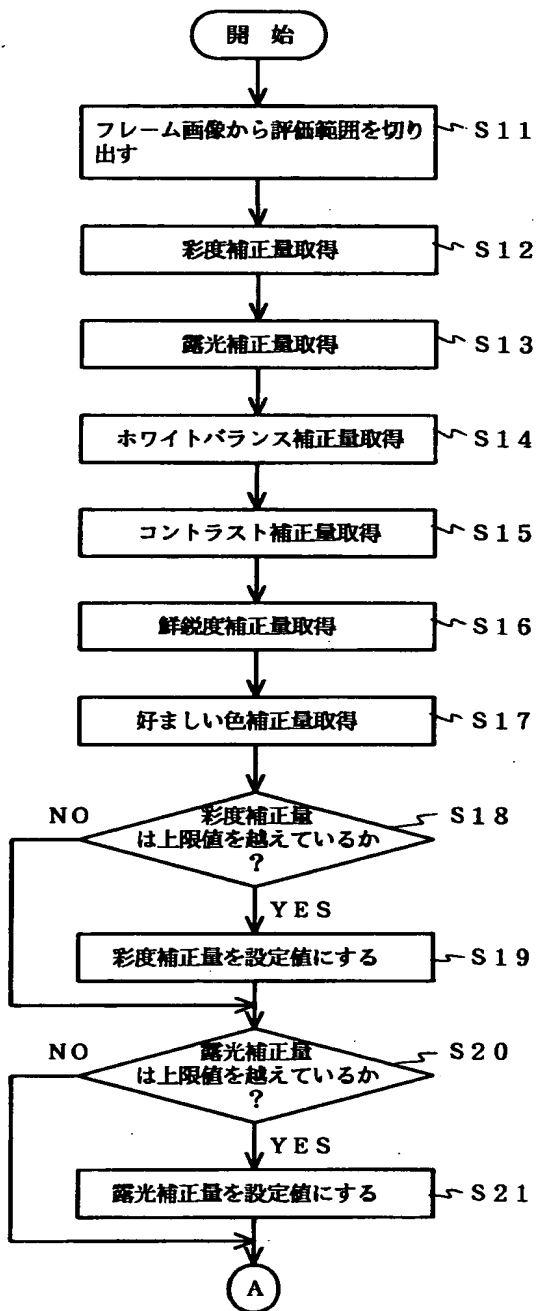 開 始
フレーム画像から評価範囲を切り
出す
S11
彩度補正量取得
S12
露光補正量取得
S13
ホワイトバランス補正量取得
S14
コントラスト補正量取得
S15
鮮鋭度補正量取得
S16
好ましい色補正量取得
S17
彩度補正量
は上限値を越えているか
?
S18
NO
YES
彩度補正量を設定値にする
S19
露光補正量
は上限値を越えているか
?
S20
NO
YES
露光補正量を設定値にする
S21
A